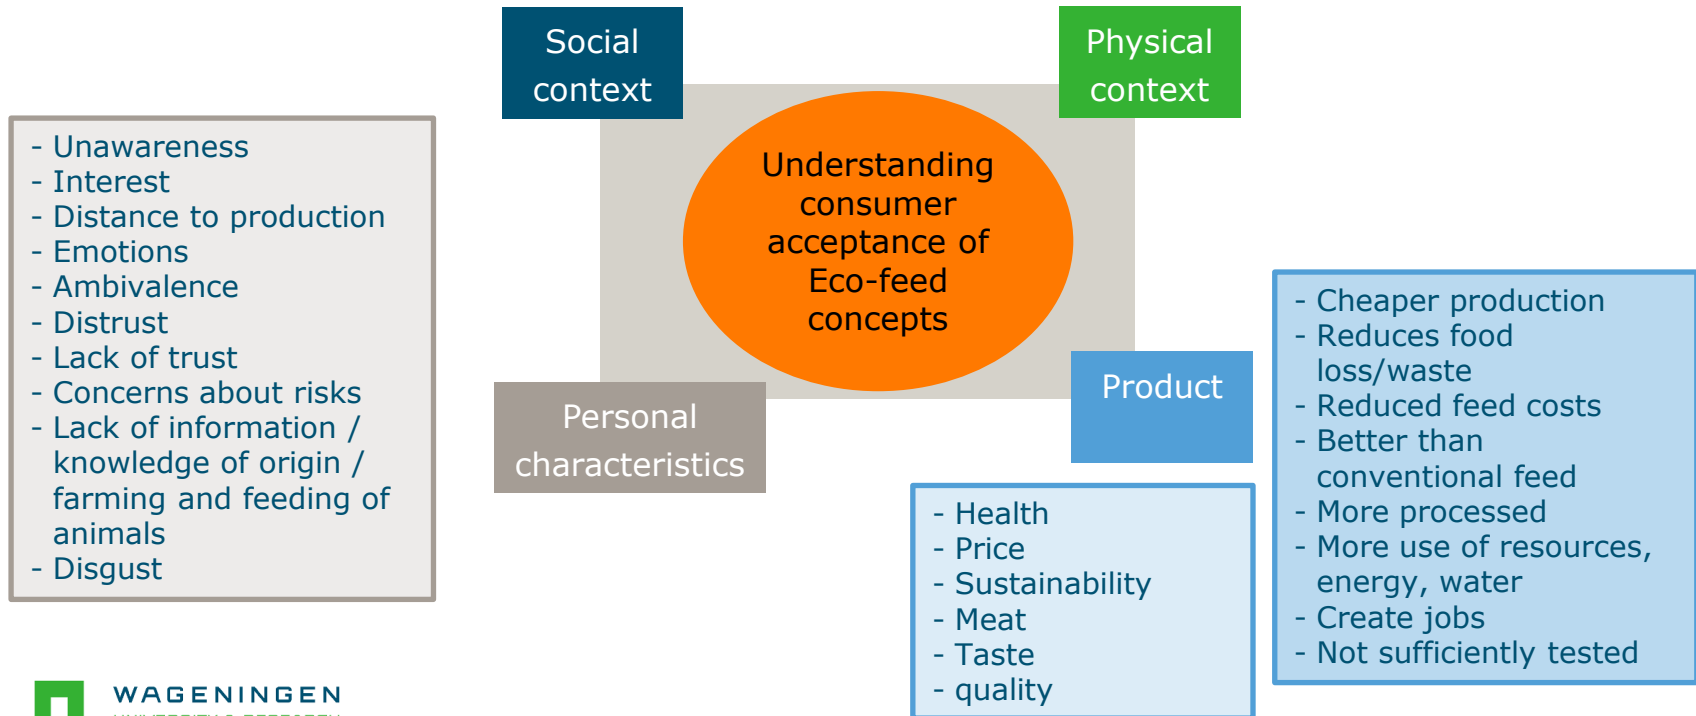 Social
context
Physical
context
Understanding
consumer
acceptance of
Eco-feed
concepts
- Unawareness
- Interest
- Distance to production
- Emotions
- Ambivalence
- Distrust
- Lack of trust
- Concerns about risks
- Lack of information /
knowledge of origin /
farming and feeding of
animals
- Disgust
Personal
characteristics
Product
- Cheaper production
- Reduces food
loss/waste
- Reduced feed costs
- Better than
conventional feed
- More processed
- More use of resources,
energy, water
- Create jobs
- Not sufficiently tested
- Health
- Price
- Sustainability
- Meat
- Taste
- quality
WAGENINGEN